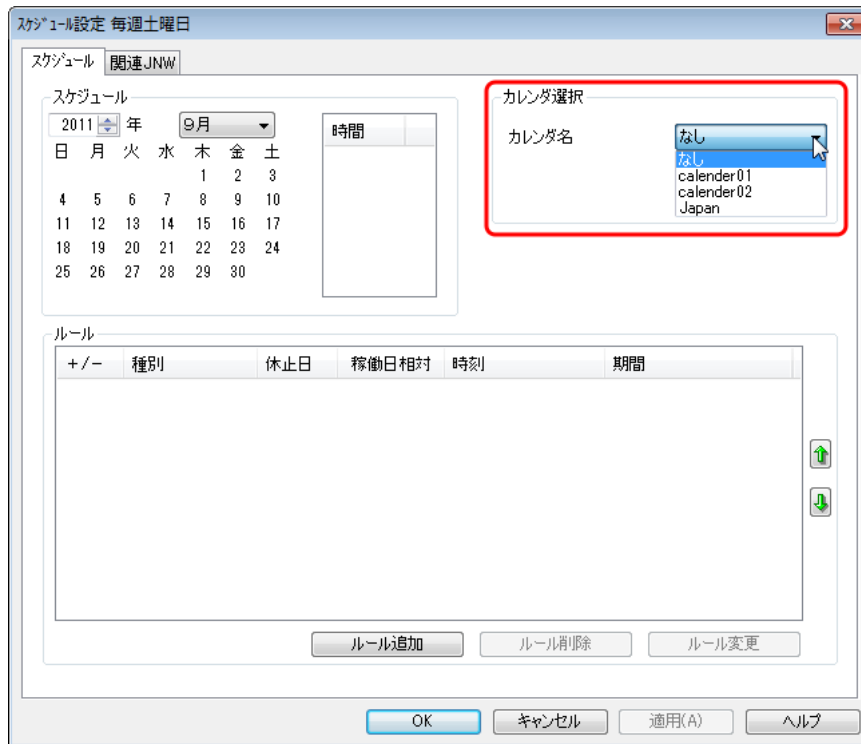 スケジュール設定 毎週土曜日
スケジュール 関連JNW
スケジュール
2011 年 9月
日 月 火 水 木 金 土
1 2 3
4 5 6 7 8 9 10
11 12 13 14 15 16 17
18 19 20 21 22 23 24
25 26 27 28 29 30
時間
カレンダ選択
カレンダ名 なし
なし
calender01
calender02
Japan
ルール
+/- 種別 休止日 稼働日相対 時刻 期間
ルール追加 ルール削除 ルール変更
OK キャンセル 適用(A) ヘルプ